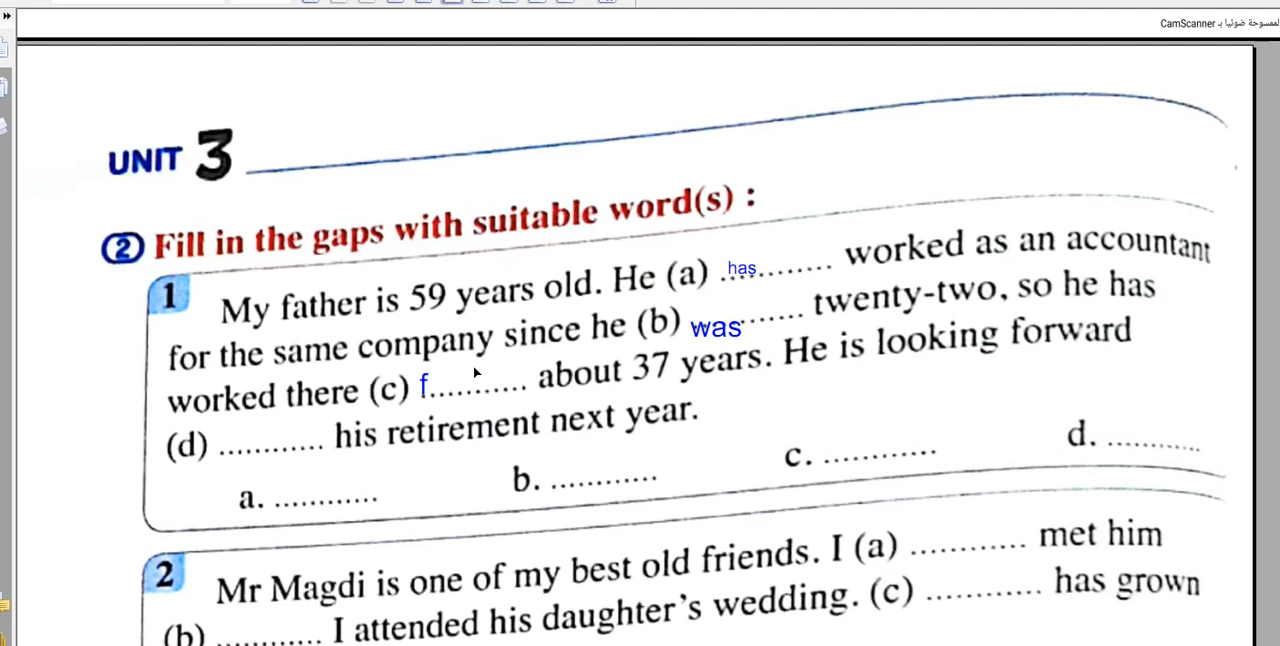 الممسوحة ضوئيا بـ CamScanner
UNIT 3
2 Fill in the gaps with suitable word(s) :
1 My father is 59 years old. He (a) .has.......... worked as an accountant
for the same company since he (b) was........ twenty-two, so he has
worked there (c) f............ about 37 years. He is looking forward
(d) ............ his retirement next year.
a. ............ b. ............ c. ............ d. ............
2 Mr Magdi is one of my best old friends. I (a) ............ met him
(b) ............ I attended his daughter's wedding. (c) ............ has grown